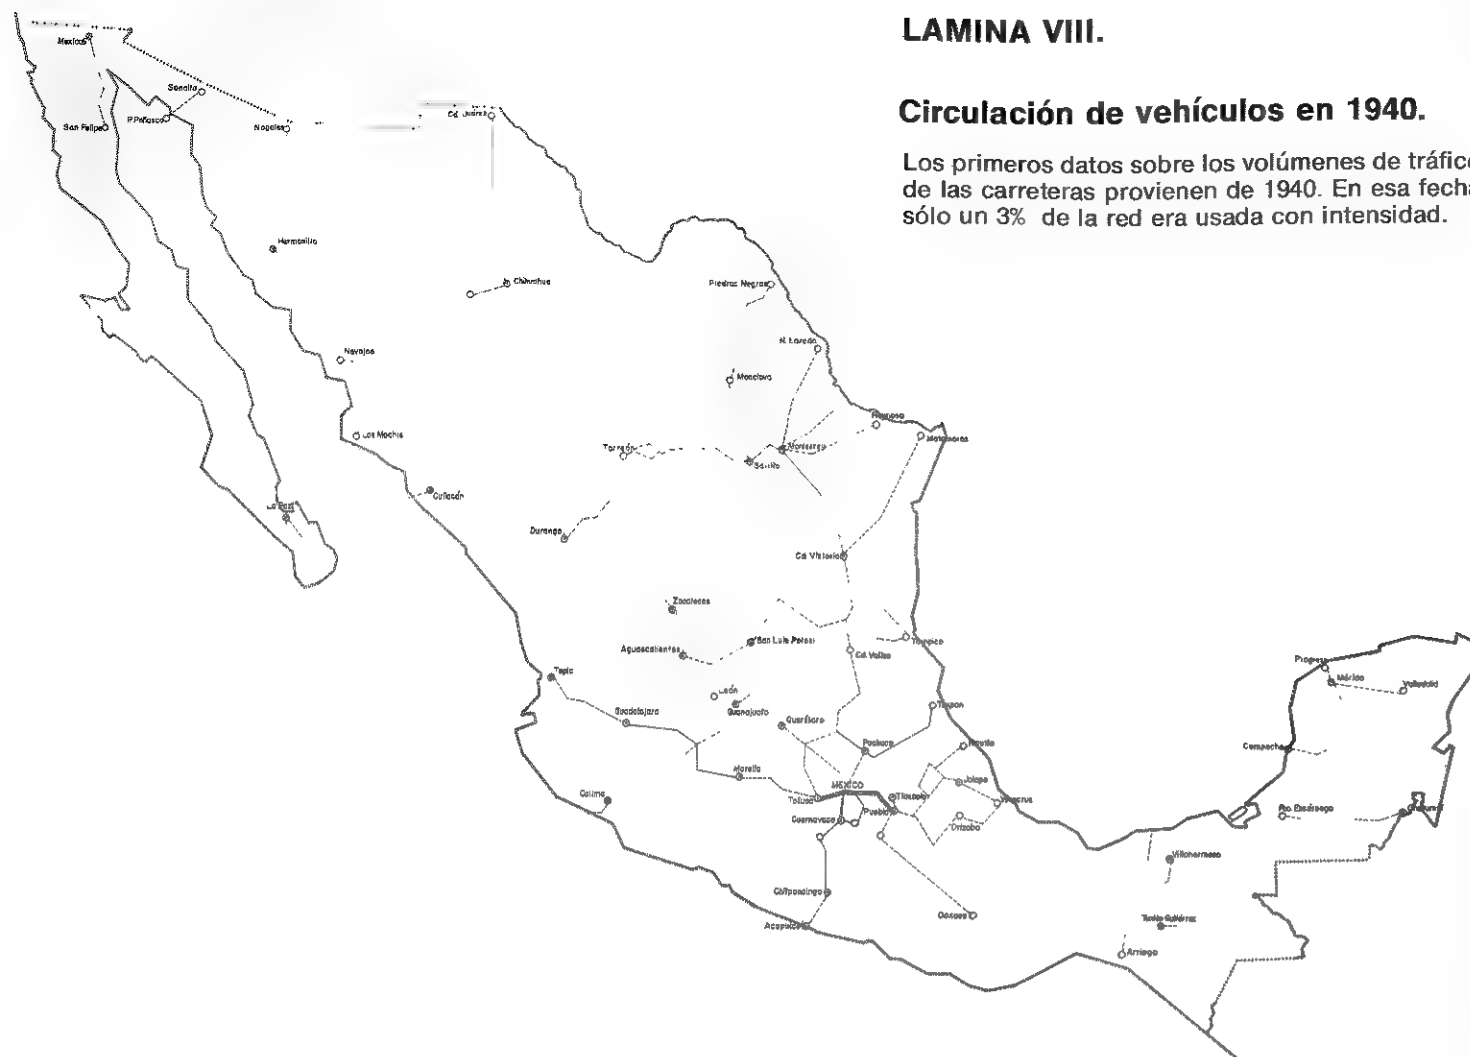 LAMINA VIII.
Circulación de vehículos en 1940.
Los primeros datos sobre los volúmenes de tráfico
de las carreteras provienen de 1940. En esa fecha
sólo un 3% de la red era usada con intensidad.
Mexicali
Sonoita
San Felipe
P.Peñasco
Nogales
Cd. Juárez
Hermosillo
Chihuahua
Piedras Negras
Navojoa
N. Laredo
Monclova
Reynosa
Los Mochis
Matamoros
Torreón
Monterrey
Saltillo
Culiacán
La Paz
Durango
Cd. Victoria
Zacatecas
San Luis Potosí
Aguascalientes
Tampico
Cd. Valles
Progreso
Tepic
Mérida
Valladolid
León
Guanajuato
Guadalajara
Querétaro
Tuxpan
Pachuca
Nautla
Campeche
Morelia
Jalapa
MEXICO
Colima
Toluca
Tlaxcala
Veracruz
Puebla
Cuernavaca
Orizaba
Fco. Escárcega
Chetumal
Villahermosa
Chilpancingo
Oaxaca
Acapulco
Tuxtla Gutiérrez
Arriaga